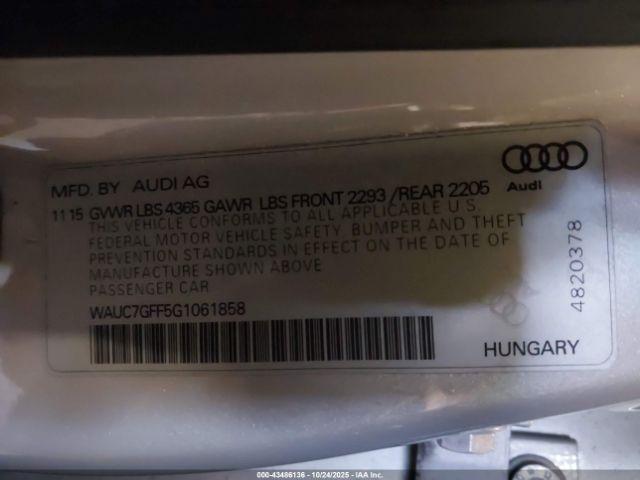 MFD. BY AUDI AG
Audi
11 15 GVWR LBS 4365 GAWR LBS FRONT 2293 /REAR 2205
THIS VEHICLE CONFORMS TO ALL APPLICABLE U.S.
FEDERAL MOTOR VEHICLE SAFETY, BUMPER AND THEFT
PREVENTION STANDARDS IN EFFECT ON THE DATE OF
MANUFACTURE SHOWN ABOVE
PASSENGER CAR
WAUC7GFF5G1061858
4820378
HUNGARY
000-43486136 - 10/24/2025 - IAA Inc.